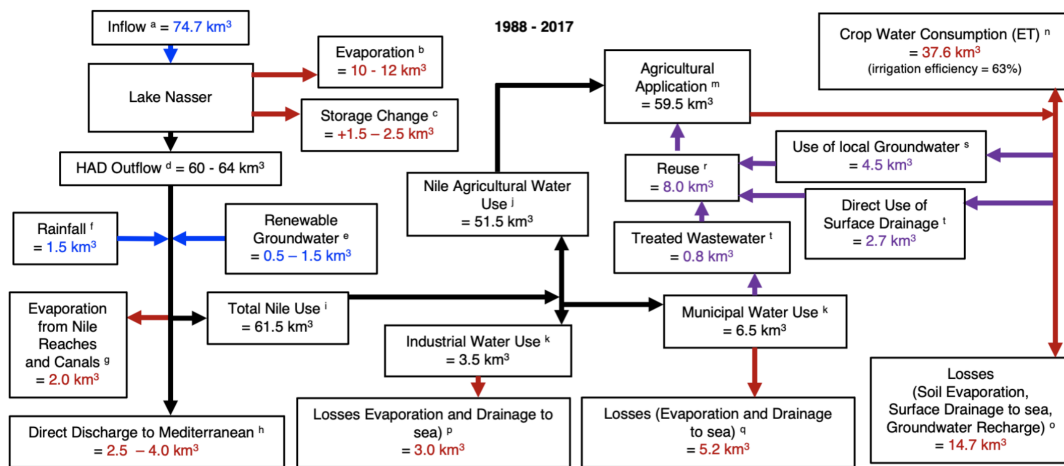 Inflow ᵃ = 74.7 km³
1988 - 2017
Lake Nasser
Evaporation ᵇ
= 10 - 12 km³
Storage Change ᶜ
= +1.5 – 2.5 km³
HAD Outflow ᵈ = 60 - 64 km³
Rainfall ᶠ
= 1.5 km³
Renewable
Groundwater ᵉ
= 0.5 – 1.5 km³
Evaporation
from Nile
Reaches
and Canals ᵍ
= 2.0 km³
Total Nile Use ⁱ
= 61.5 km³
Direct Discharge to Mediterranean ʰ
= 2.5 – 4.0 km³
Nile Agricultural Water
Use ʲ
= 51.5 km³
Industrial Water Use ᵏ
= 3.5 km³
Losses Evaporation and Drainage to
sea) ᵖ
= 3.0 km³
Agricultural
Application ᵐ
= 59.5 km³
Reuse ʳ
= 8.0 km³
Treated Wastewater ᵗ
= 0.8 km³
Municipal Water Use ᵏ
= 6.5 km³
Losses (Evaporation and Drainage
to sea) ᑫ
= 5.2 km³
Crop Water Consumption (ET) ⁿ
= 37.6 km³
(irrigation efficiency = 63%)
Use of local Groundwater ˢ
= 4.5 km³
Direct Use of
Surface Drainage ᵗ
= 2.7 km³
Losses
(Soil Evaporation,
Surface Drainage to sea,
Groundwater Recharge) ᵒ
= 14.7 km³